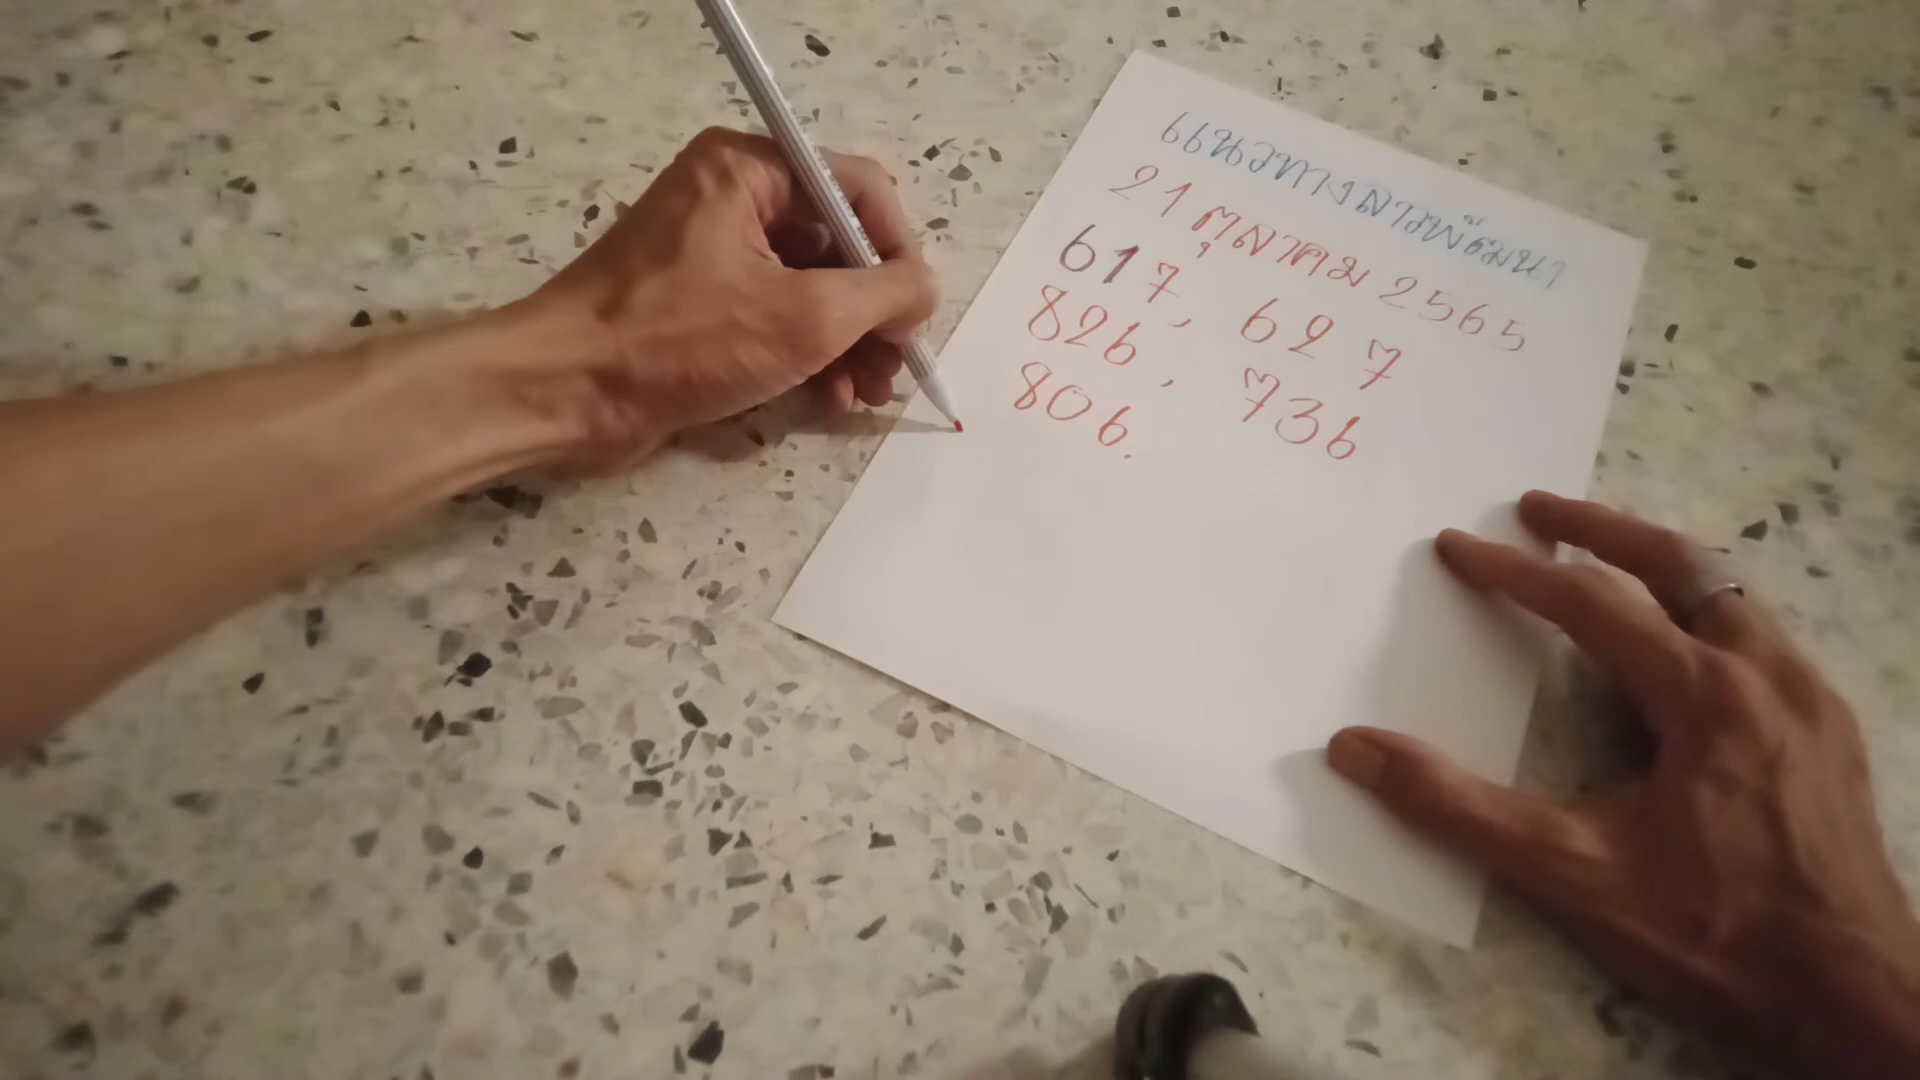 แนวทางลาวพัฒนา
21 ตุลาคม 2565
617, 627
826, 736
806.